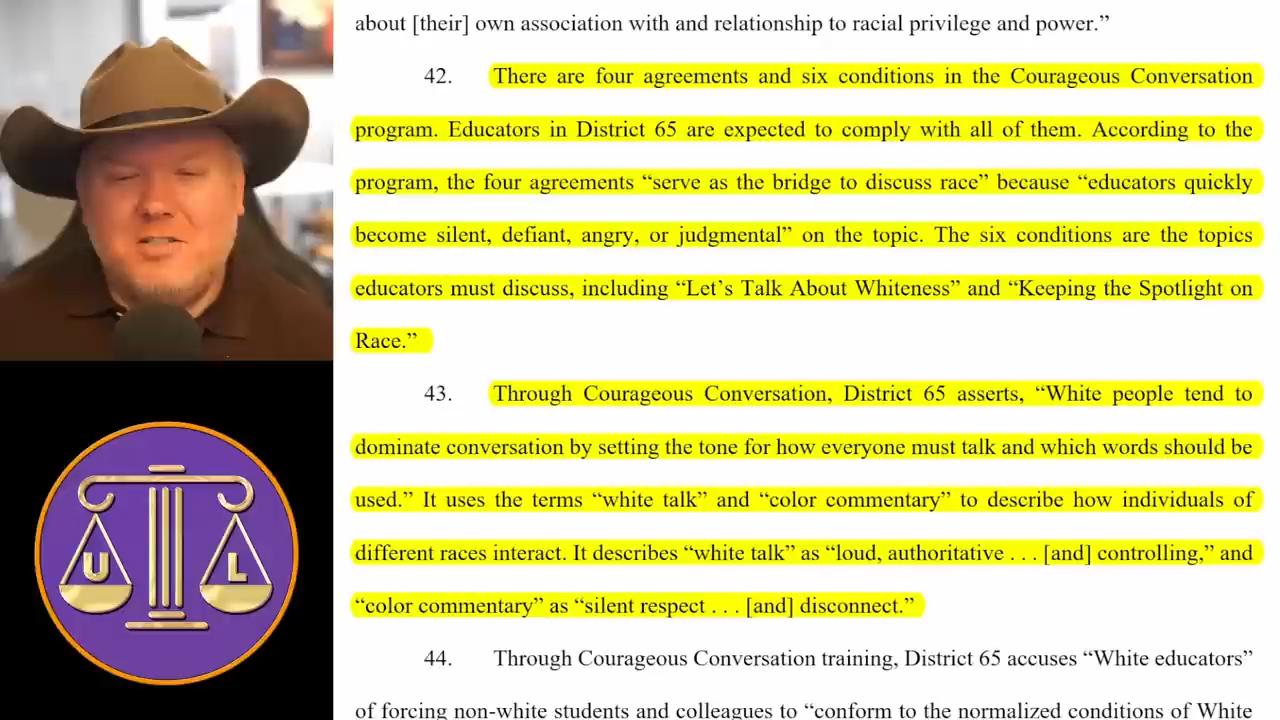 about [their] own association with and relationship to racial privilege and power.”
42. There are four agreements and six conditions in the Courageous Conversation
program. Educators in District 65 are expected to comply with all of them. According to the
program, the four agreements “serve as the bridge to discuss race” because “educators quickly
become silent, defiant, angry, or judgmental” on the topic. The six conditions are the topics
educators must discuss, including “Let’s Talk About Whiteness” and “Keeping the Spotlight on
Race.”
43. Through Courageous Conversation, District 65 asserts, “White people tend to
dominate conversation by setting the tone for how everyone must talk and which words should be
used.” It uses the terms “white talk” and “color commentary” to describe how individuals of
different races interact. It describes “white talk” as “loud, authoritative . . . [and] controlling,” and
“color commentary” as “silent respect . . . [and] disconnect.”
44. Through Courageous Conversation training, District 65 accuses “White educators”
of forcing non-white students and colleagues to “conform to the normalized conditions of White
U L